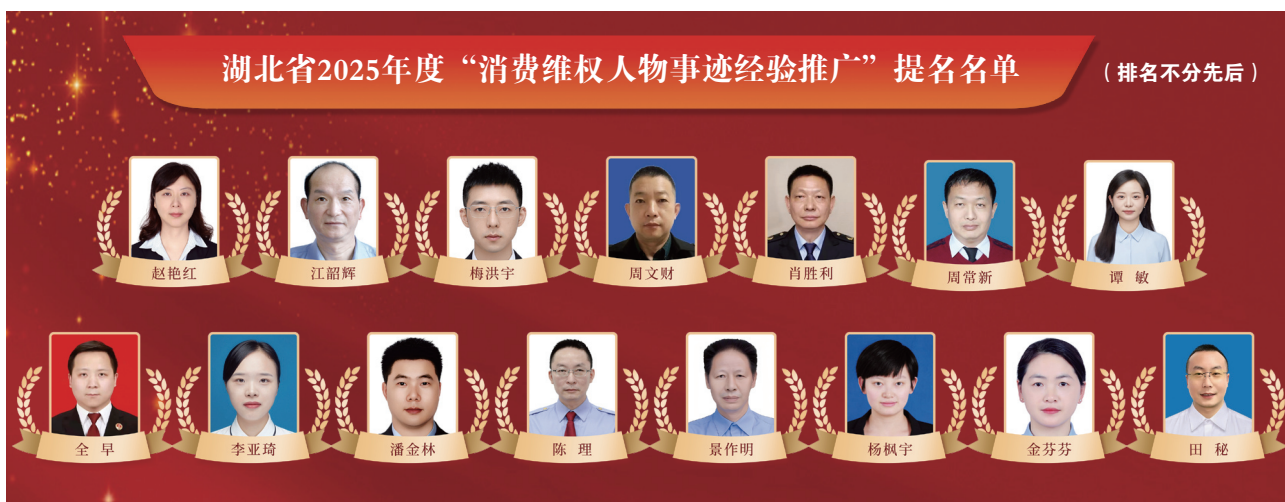 湖北省2025年度“消费维权人物事迹经验推广”提名名单 （排名不分先后）
赵艳红 江韶辉 梅洪宇 周文财 肖胜利 周常新 谭 敏
全 早 李亚琦 潘金林 陈 理 景作明 杨枫宇 金芬芬 田 秘